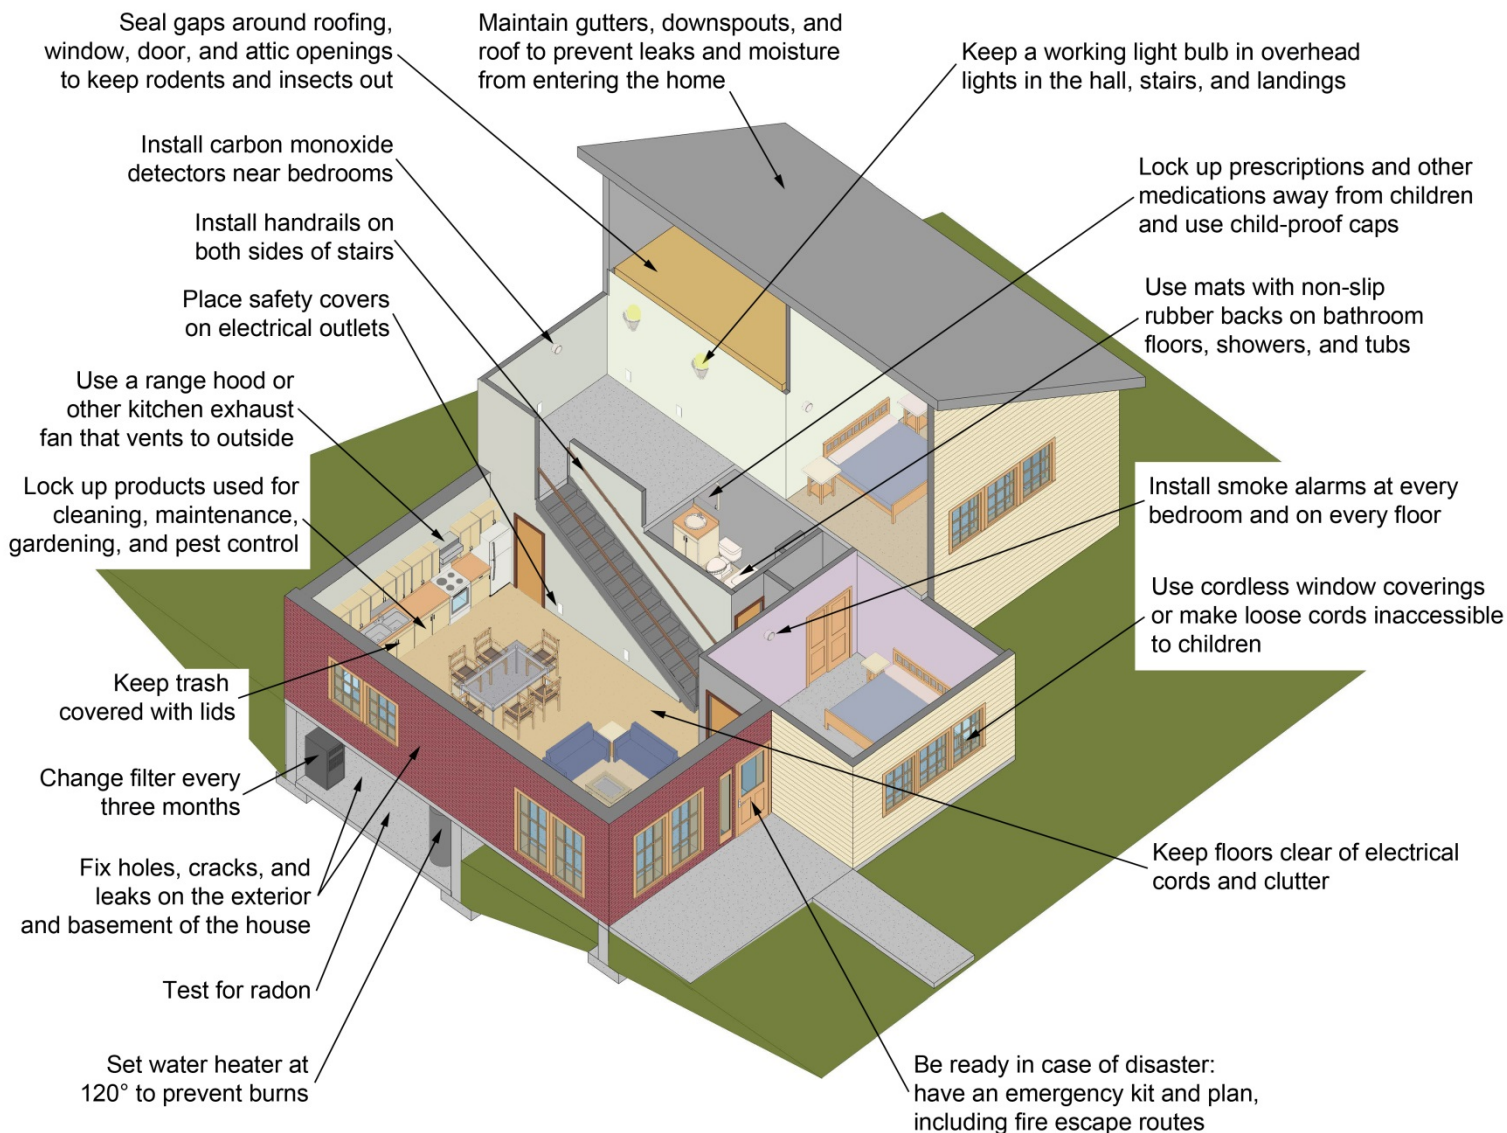 Seal gaps around roofing,
window, door, and attic openings
to keep rodents and insects out
Maintain gutters, downspouts, and
roof to prevent leaks and moisture
from entering the home
Keep a working light bulb in overhead
lights in the hall, stairs, and landings
Install carbon monoxide
detectors near bedrooms
Install handrails on
both sides of stairs
Place safety covers
on electrical outlets
Use a range hood or
other kitchen exhaust
fan that vents to outside
Lock up products used for
cleaning, maintenance,
gardening, and pest control
Keep trash
covered with lids
Change filter every
three months
Fix holes, cracks, and
leaks on the exterior
and basement of the house
Test for radon
Set water heater at
120° to prevent burns
Lock up prescriptions and other
medications away from children
and use child-proof caps
Use mats with non-slip
rubber backs on bathroom
floors, showers, and tubs
Install smoke alarms at every
bedroom and on every floor
Use cordless window coverings
or make loose cords inaccessible
to children
Keep floors clear of electrical
cords and clutter
Be ready in case of disaster:
have an emergency kit and plan,
including fire escape routes